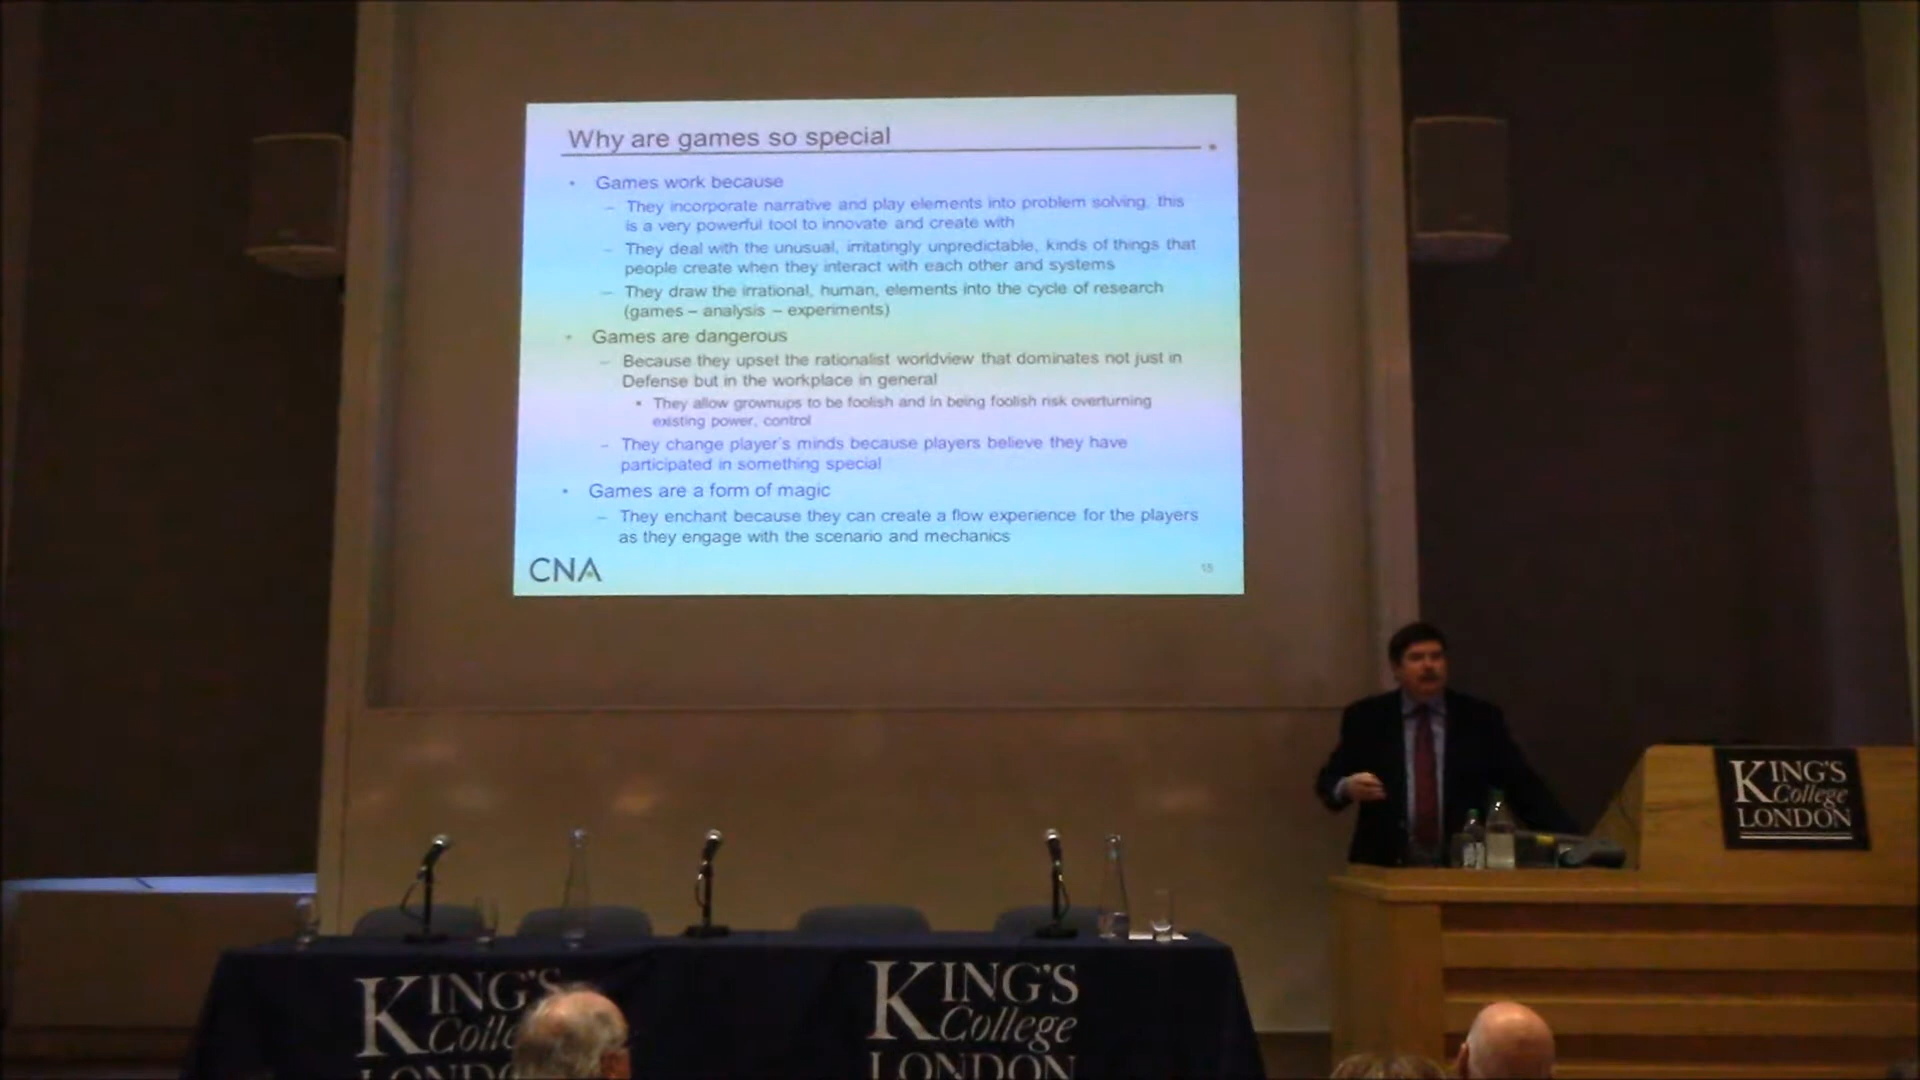 Why are games so special
• Games work because
– They incorporate narrative and play elements into problem solving, this
is a very powerful tool to innovate and create with
– They deal with the unusual, irritatingly unpredictable, kinds of things that
people create when they interact with each other and systems
– They draw the irrational, human, elements into the cycle of research
(games – analysis – experiments)
• Games are dangerous
– Because they upset the rationalist worldview that dominates not just in
Defense but in the workplace in general
• They allow grownups to be foolish and in being foolish risk overturning
existing power, control
– They change player's minds because players believe they have
participated in something special
• Games are a form of magic
– They enchant because they can create a flow experience for the players
as they engage with the scenario and mechanics
CNA
KING'S
College
LONDON
KING'S
Colle
LONDON
KING'S
College
LONDON